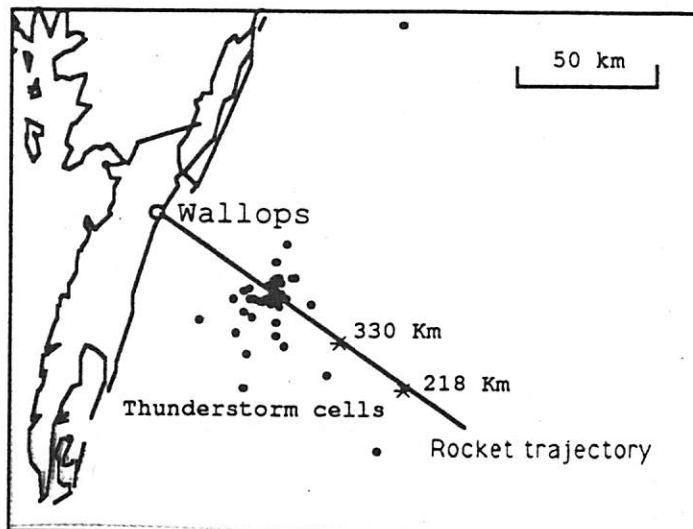 50 km
Wallops
330 Km
218 Km
Thunderstorm cells
Rocket trajectory